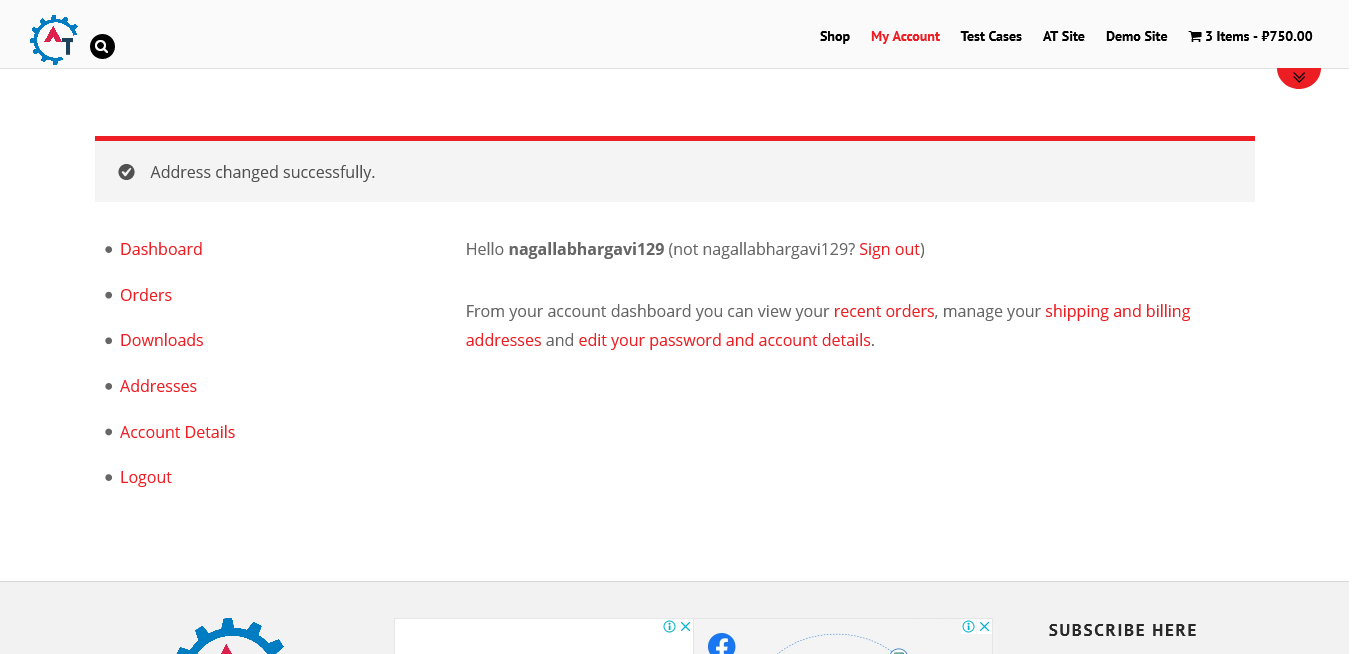 AT
Shop My Account Test Cases AT Site Demo Site 3 Items - ₽750.00
Address changed successfully.
Dashboard
Orders
Downloads
Addresses
Account Details
Logout
Hello nagallabhargavi129 (not nagallabhargavi129? Sign out)
From your account dashboard you can view your recent orders, manage your shipping and billing
addresses and edit your password and account details.
SUBSCRIBE HERE